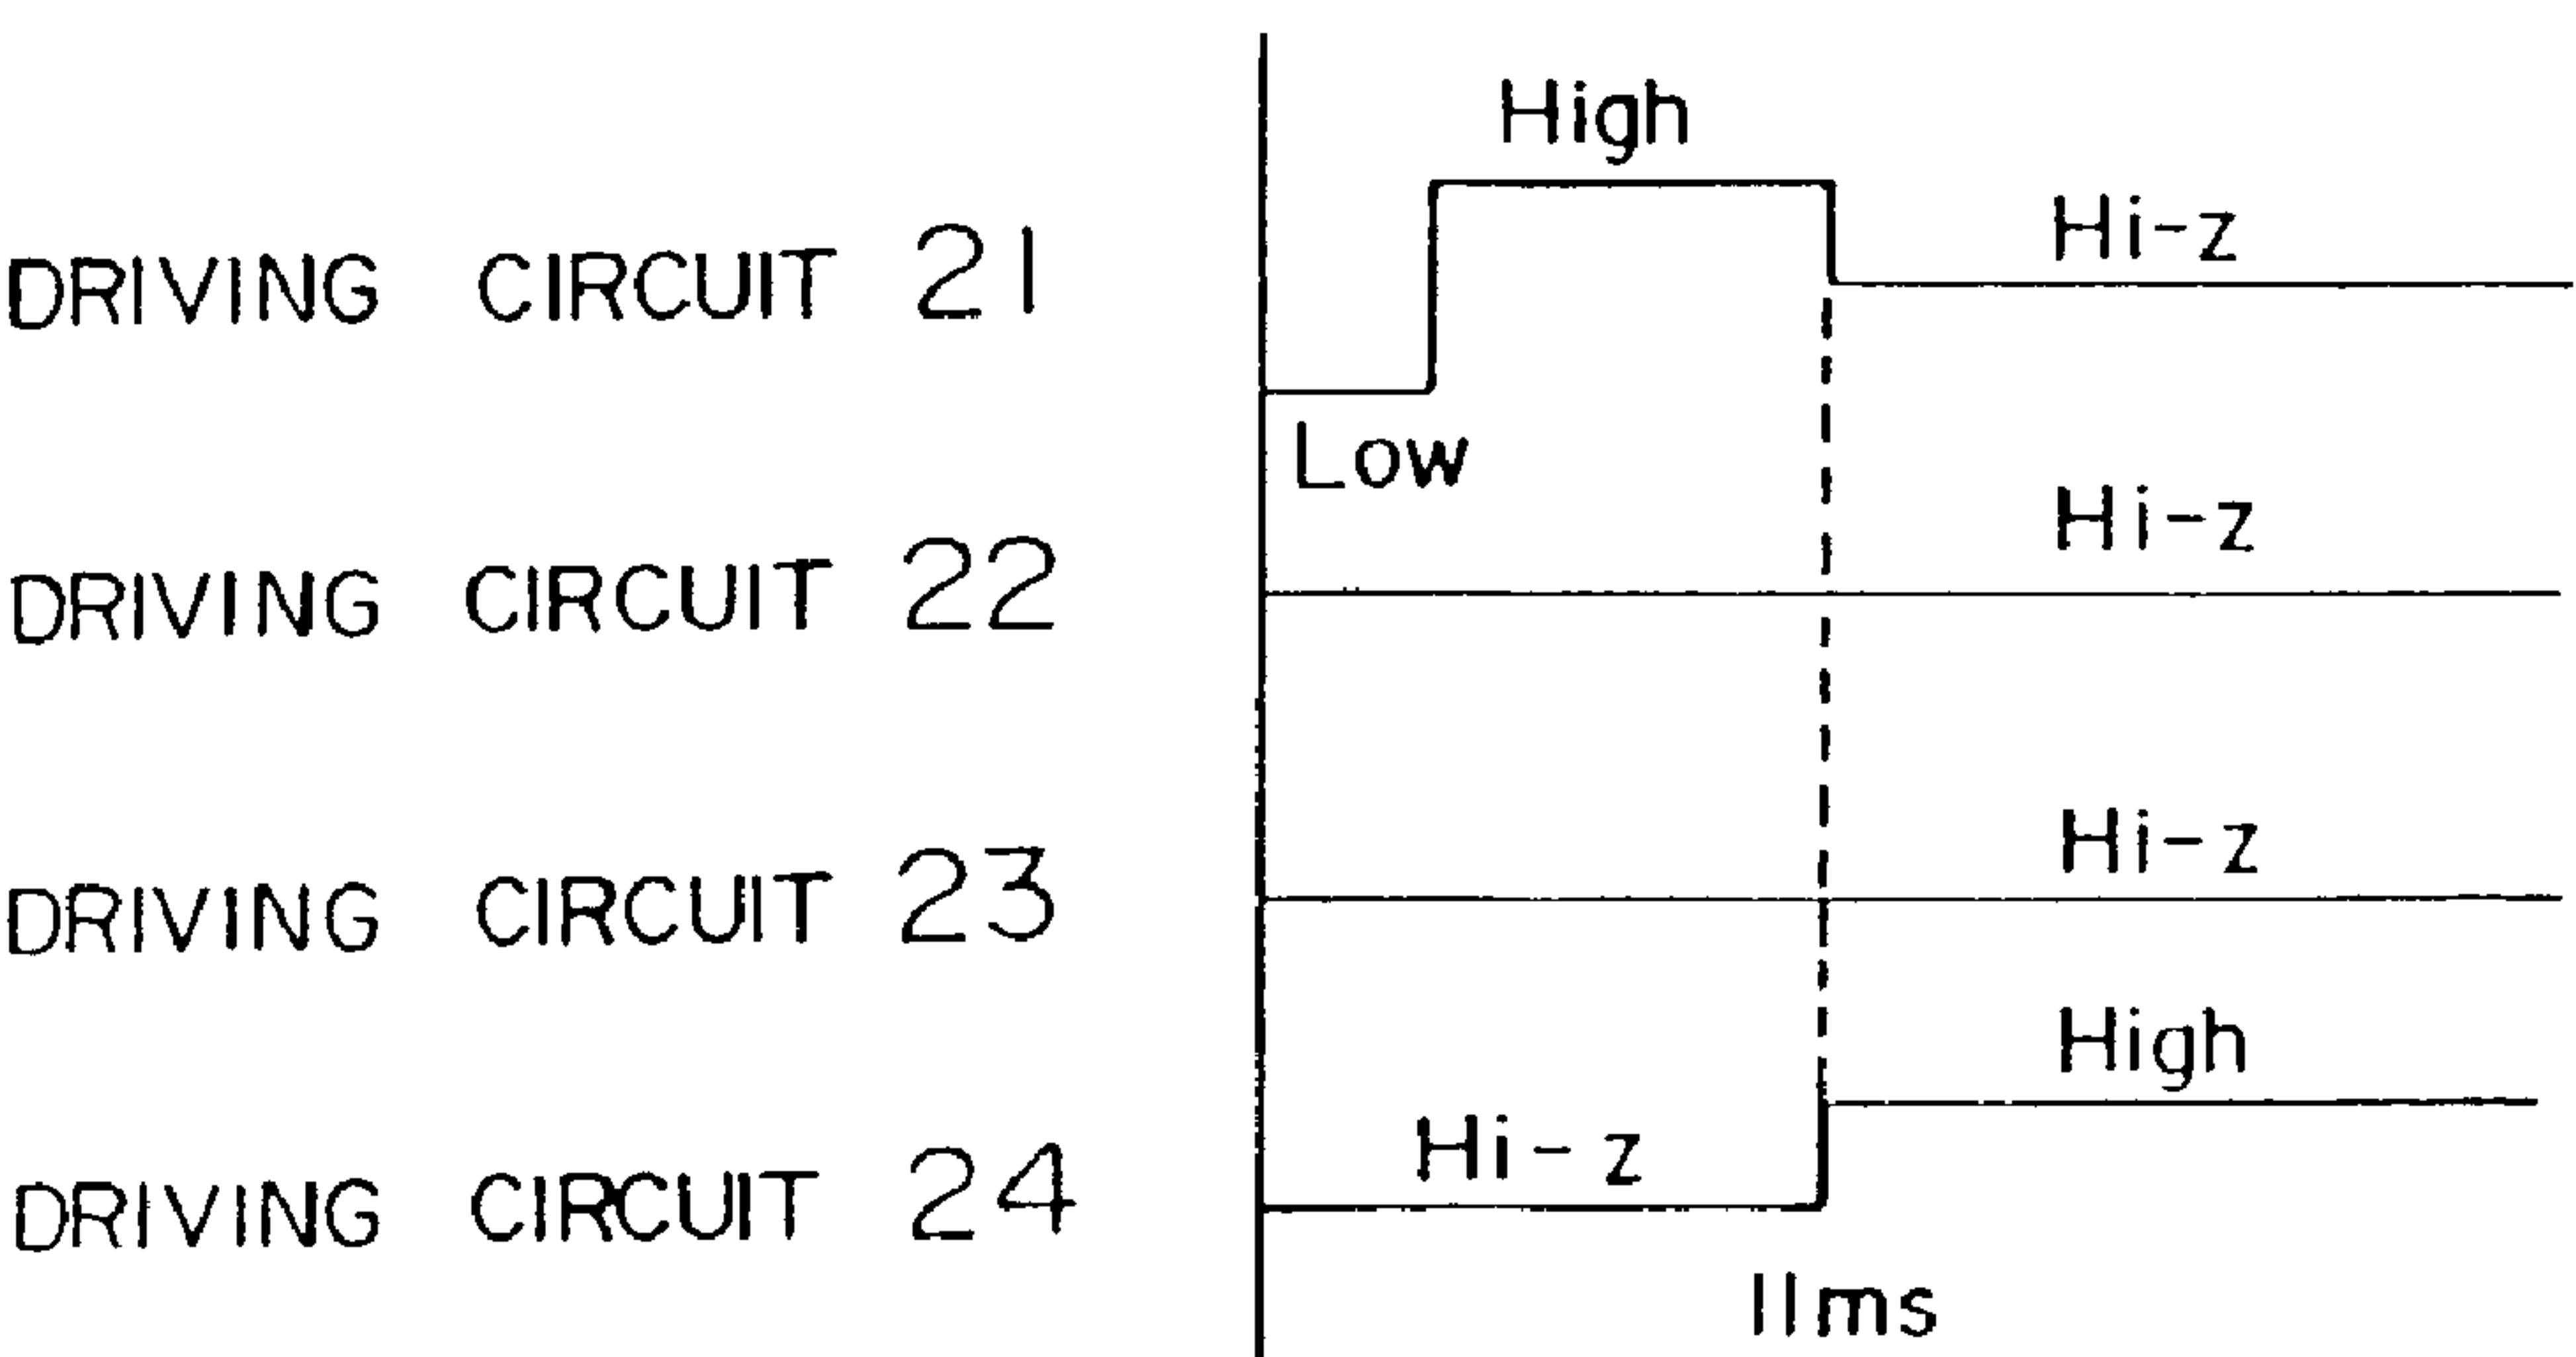 High
DRIVING CIRCUIT 21
Hi-z
Low
Hi-z
DRIVING CIRCUIT 22
Hi-z
DRIVING CIRCUIT 23
High
Hi-z
DRIVING CIRCUIT 24
11ms